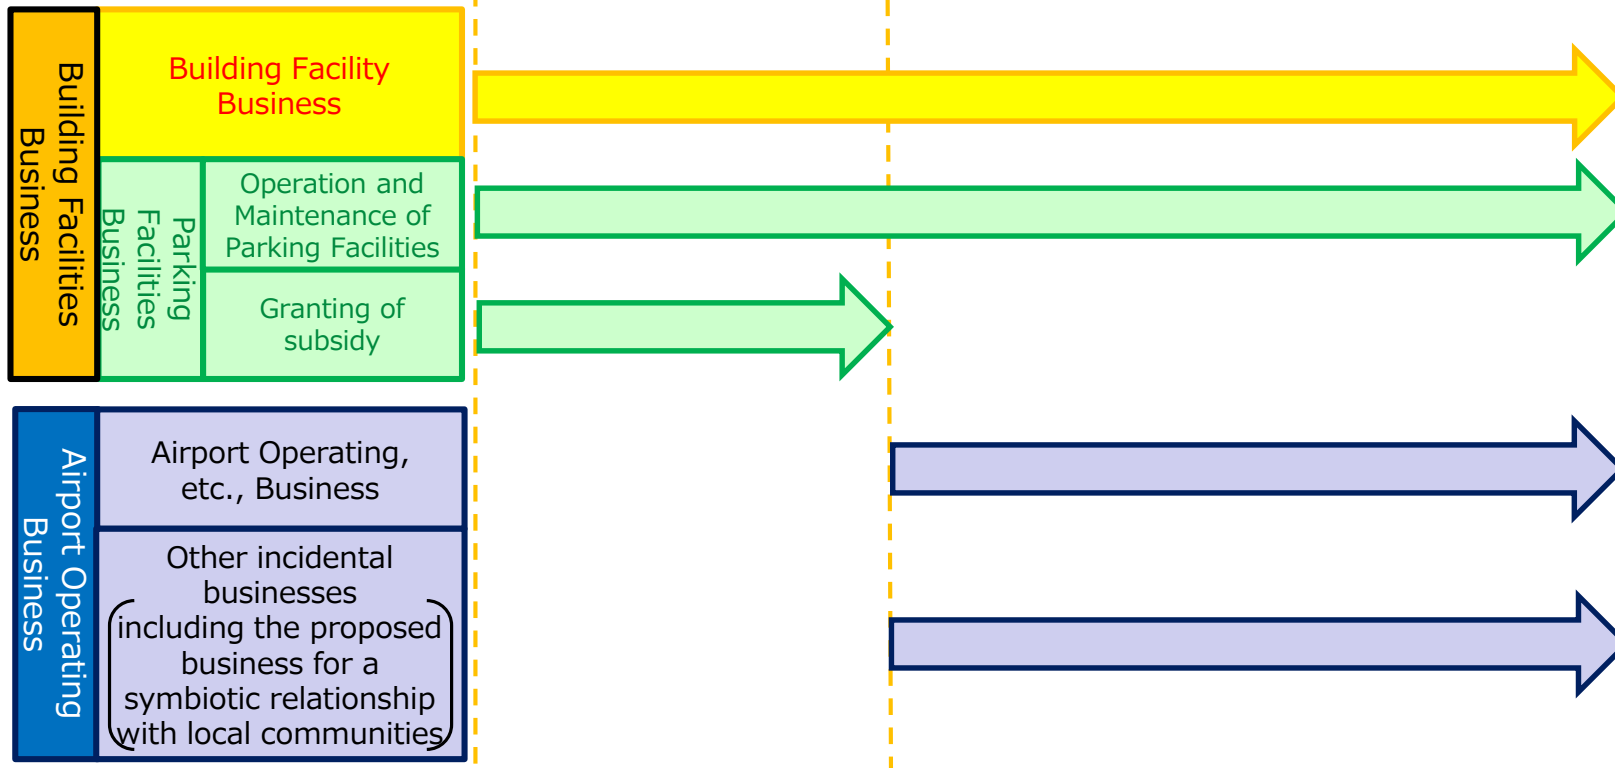 Building Facilities
Business
Building Facility
Business
Parking
Facilities
Business
Operation and
Maintenance of
Parking Facilities
Granting of
subsidy
Airport Operating
Business
Airport Operating,
etc., Business
Other incidental
businesses
including the proposed
business for a
symbiotic relationship
with local communities